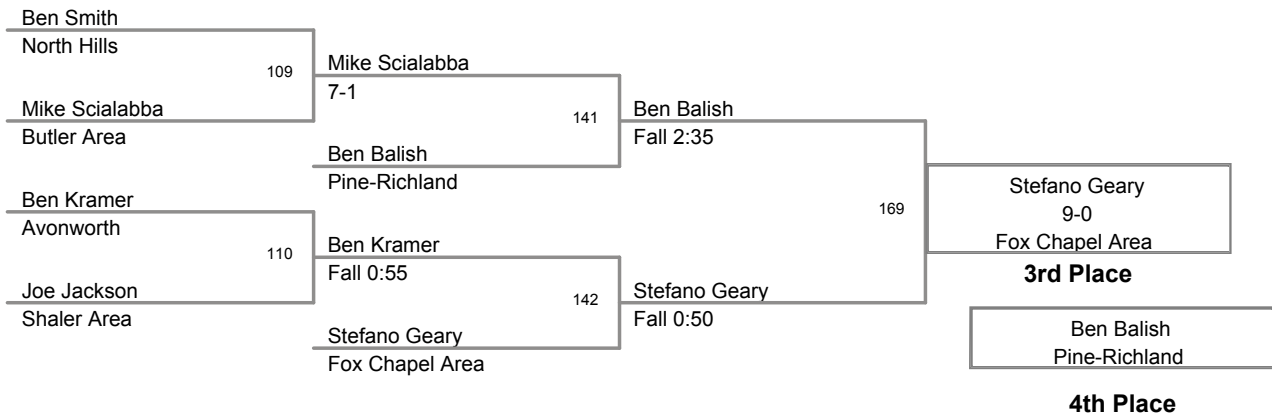 Ben Smith
North Hills
109
Mike Scialabba
7-1
Mike Scialabba
Butler Area
141
Ben Balish
Fall 2:35
Ben Balish
Pine-Richland
Ben Kramer
Avonworth
169
Stefano Geary
9-0
Fox Chapel Area
3rd Place
110
Ben Kramer
Fall 0:55
Joe Jackson
Shaler Area
142
Stefano Geary
Fall 0:50
Stefano Geary
Fox Chapel Area
Ben Balish
Pine-Richland
4th Place